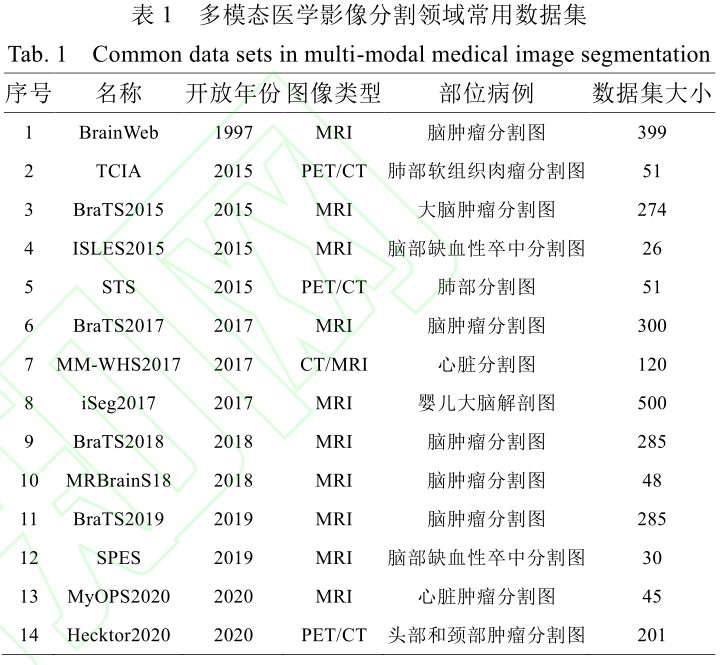 表 1 多模态医学影像分割领域常用数据集
Tab. 1 Common data sets in multi-modal medical image segmentation
序号 名称 开放年份 图像类型 部位病例 数据集大小
1 BrainWeb 1997 MRI 脑肿瘤分割图 399
2 TCIA 2015 PET/CT 肺部软组织肉瘤分割图 51
3 BraTS2015 2015 MRI 大脑肿瘤分割图 274
4 ISLES2015 2015 MRI 脑部缺血性卒中分割图 26
5 STS 2015 PET/CT 肺部分割图 51
6 BraTS2017 2017 MRI 脑肿瘤分割图 300
7 MM-WHS2017 2017 CT/MRI 心脏分割图 120
8 iSeg2017 2017 MRI 婴儿大脑解剖图 500
9 BraTS2018 2018 MRI 脑肿瘤分割图 285
10 MRBrainS18 2018 MRI 脑肿瘤分割图 48
11 BraTS2019 2019 MRI 脑肿瘤分割图 285
12 SPES 2019 MRI 脑部缺血性卒中分割图 30
13 MyOPS2020 2020 MRI 心脏肿瘤分割图 45
14 Hecktor2020 2020 PET/CT 头部和颈部肿瘤分割图 201